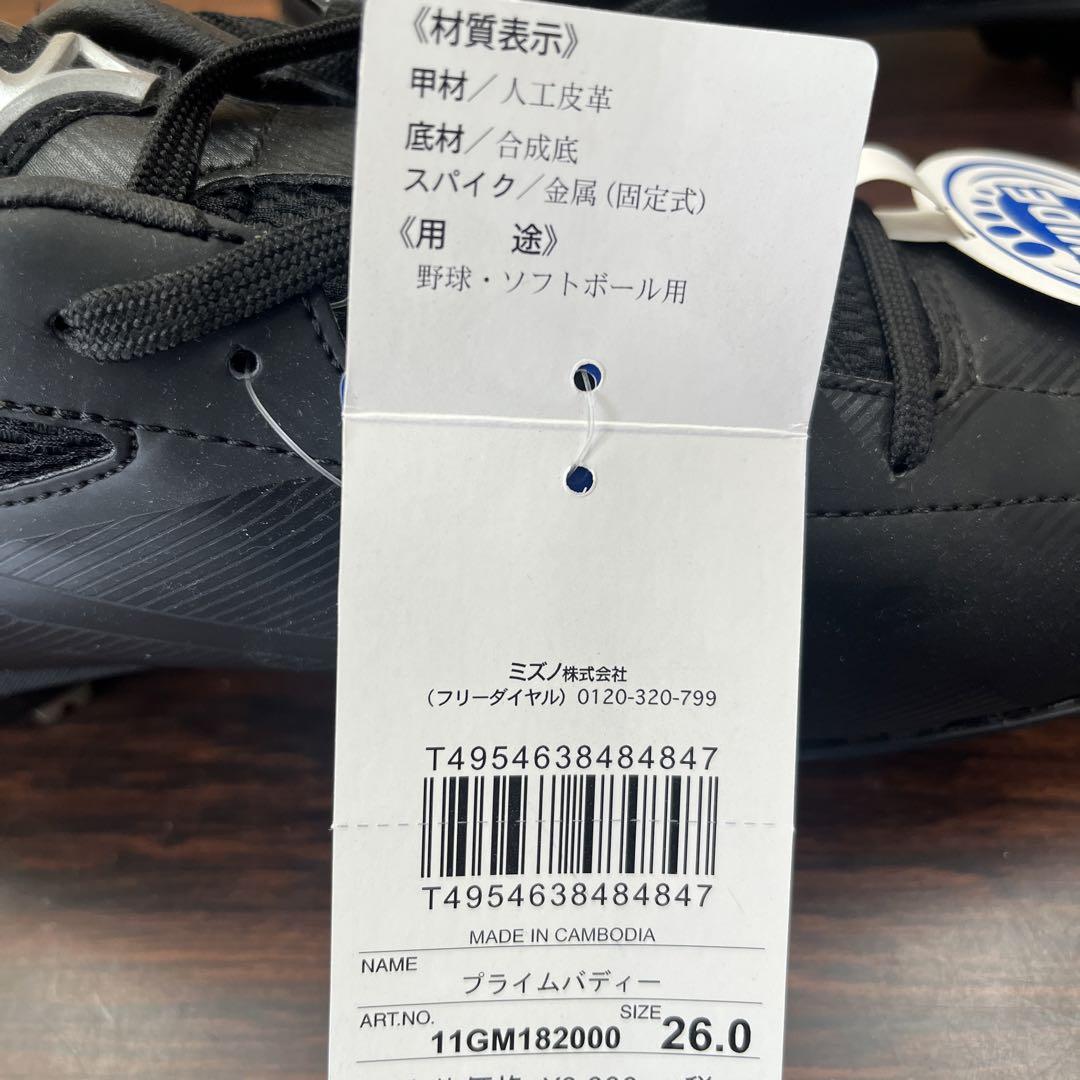 《材質表示》
甲材／人工皮革
底材／合成底
スパイク／金属(固定式)
《用　途》
野球・ソフトボール用
ミズノ株式会社
(フリーダイヤル) 0120-320-799
T4954638484847
T4954638484847
MADE IN CAMBODIA
NAME
プライムバディー
ART.NO. 11GM182000 SIZE 26.0